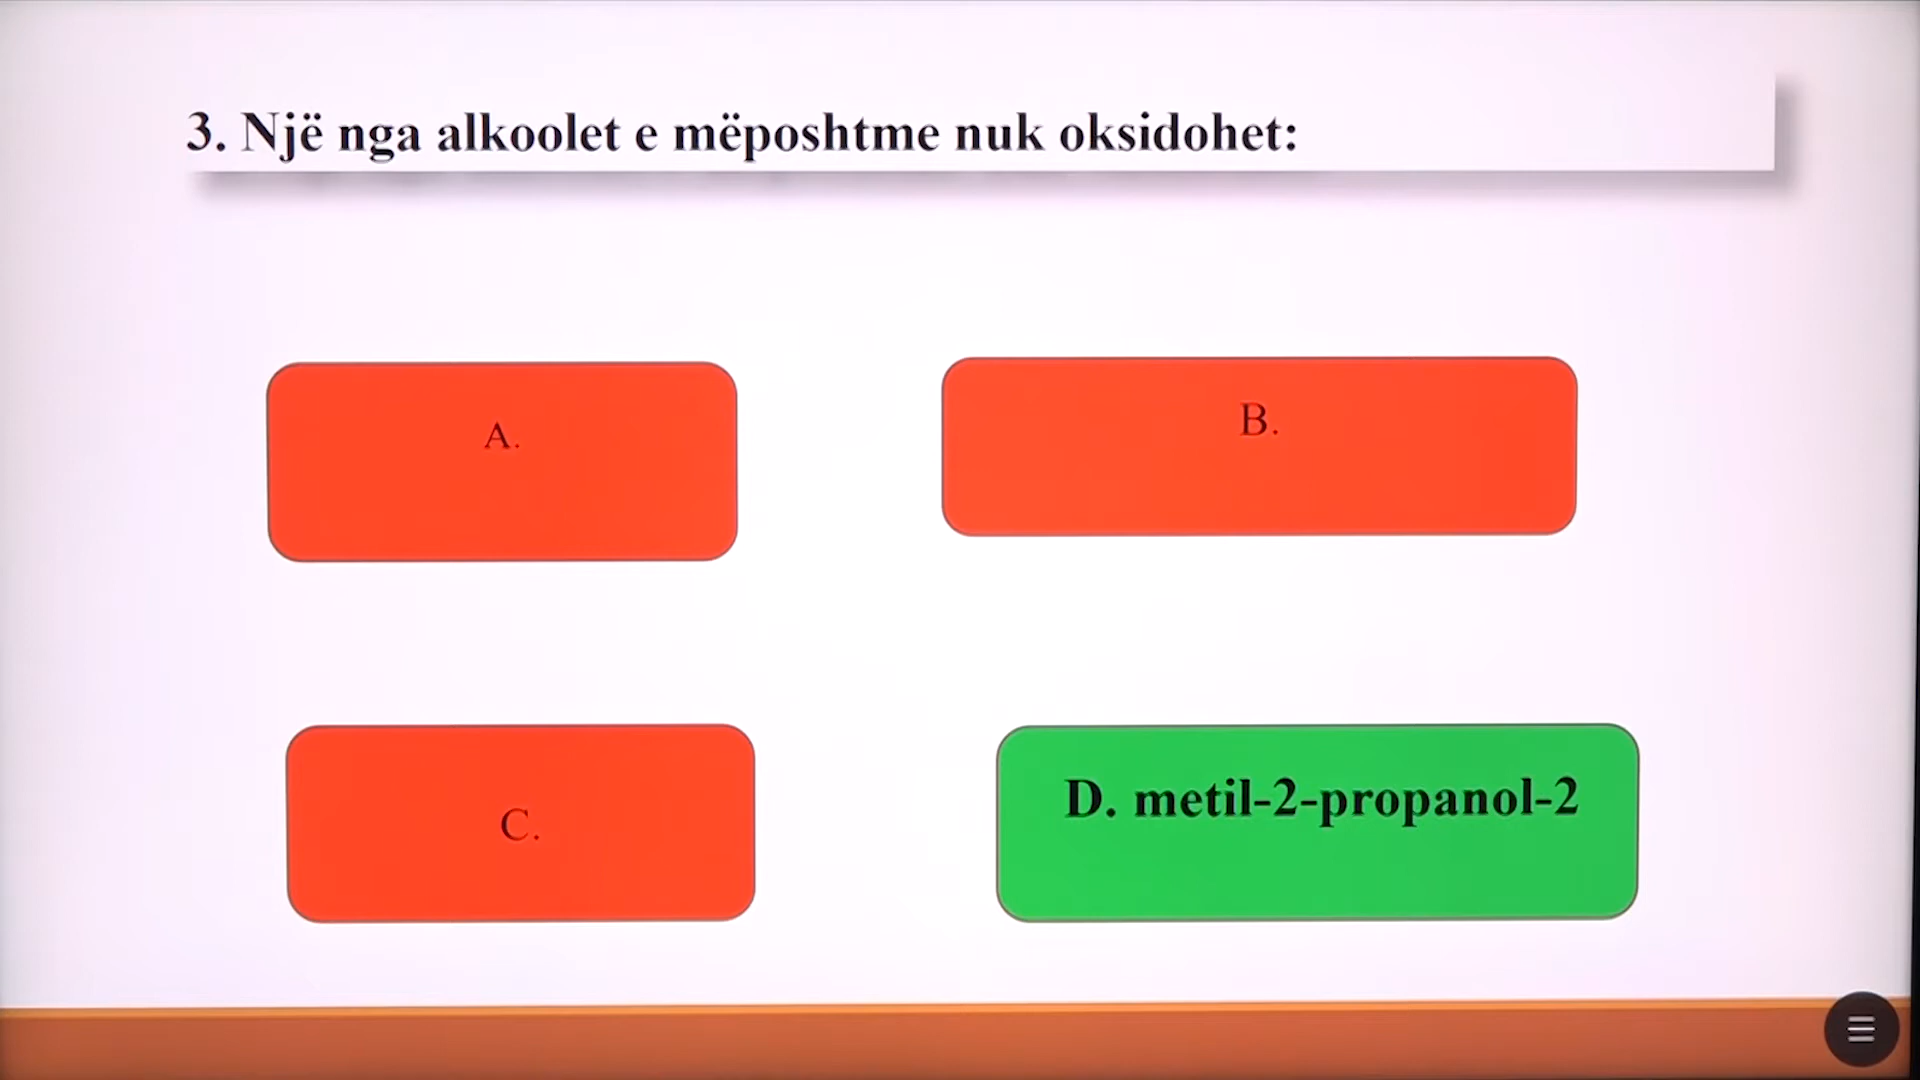 3. Një nga alkoolet e mëposhtme nuk oksidohet:
A.
B.
C.
D. metil-2-propanol-2